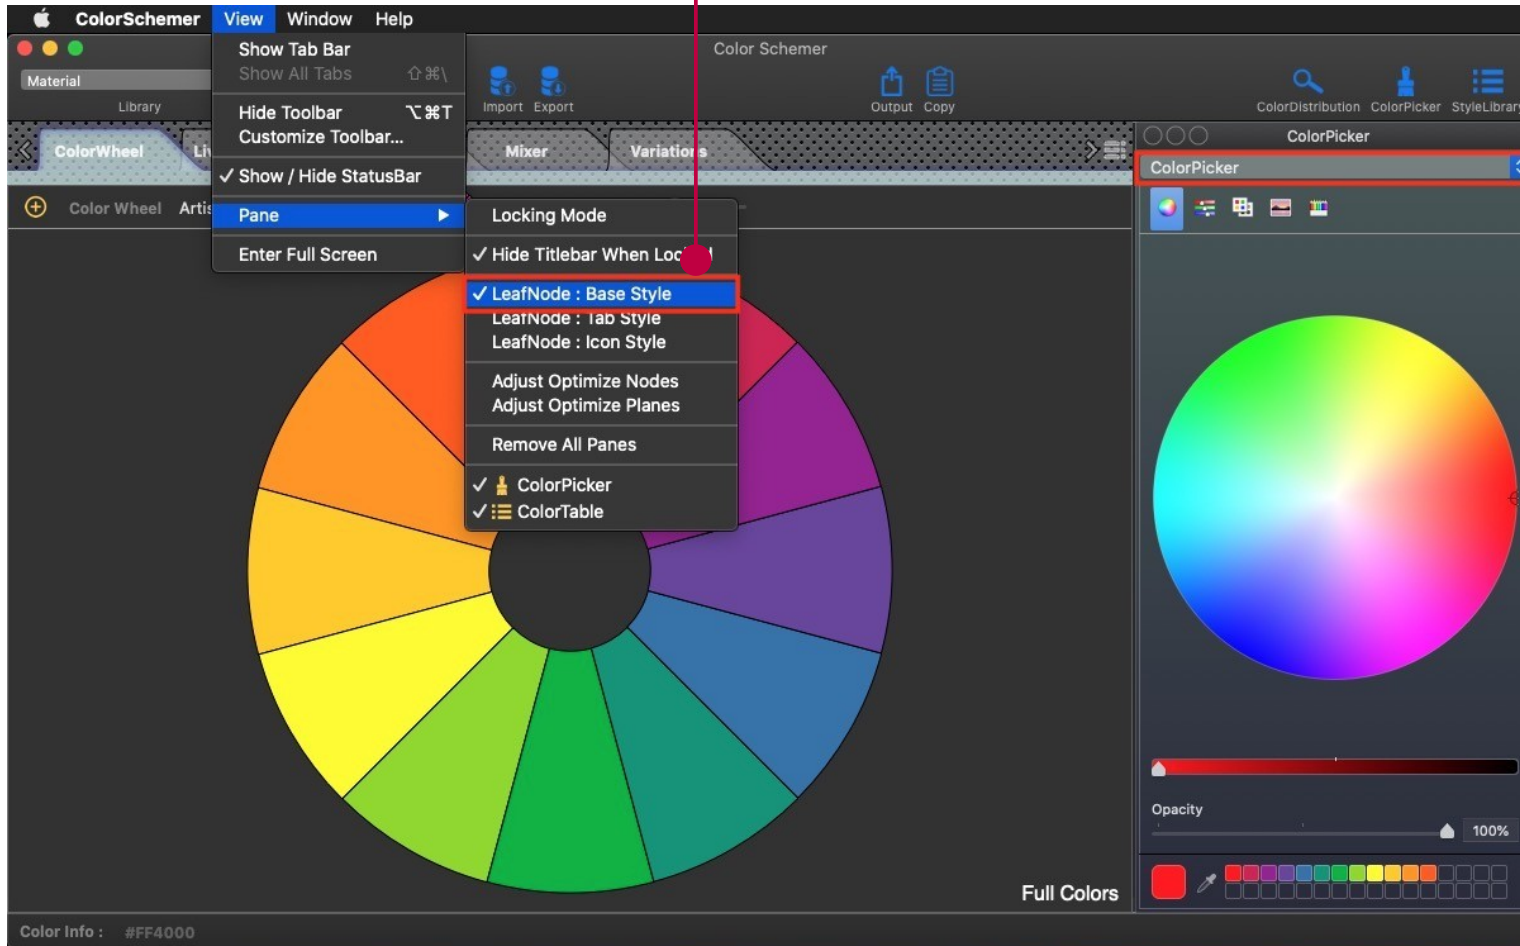 ColorSchemer View Window Help
Show Tab Bar
Show All Tabs ⇧⌘\
Hide Toolbar ⌥⌘T
Customize Toolbar...
✓ Show / Hide StatusBar
Pane ▶
Enter Full Screen
Locking Mode
✓ Hide Titlebar When
✓ LeafNode : Base Style
LeafNode : Tab Style
LeafNode : Icon Style
Adjust Optimize Nodes
Adjust Optimize Planes
Remove All Panes
✓ ColorPicker
✓ ColorTable
Color Schemer
Material
Library
Import Export
Output Copy
ColorDistribution ColorPicker StyleLibrary
ColorWheel
Mixer
Variations
Color Wheel
ColorPicker
ColorPicker
Opacity
100%
Full Colors
Color Info : #FF4000